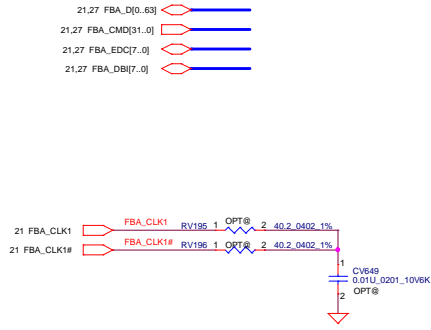 21,27 FBA_D[0..63]
21,27 FBA_CMD[31..0]
21,27 FBA_EDC[7..0]
21,27 FBA_DBI[7..0]
21 FBA_CLK1 FBA_CLK1 RV195 1 OPT@ 2 40.2_0402_1%
21 FBA_CLK1# FBA_CLK1# RV196 1 OPT@ 2 40.2_0402_1%
1
CV649
0.01U_0201_10V6K
OPT@
2